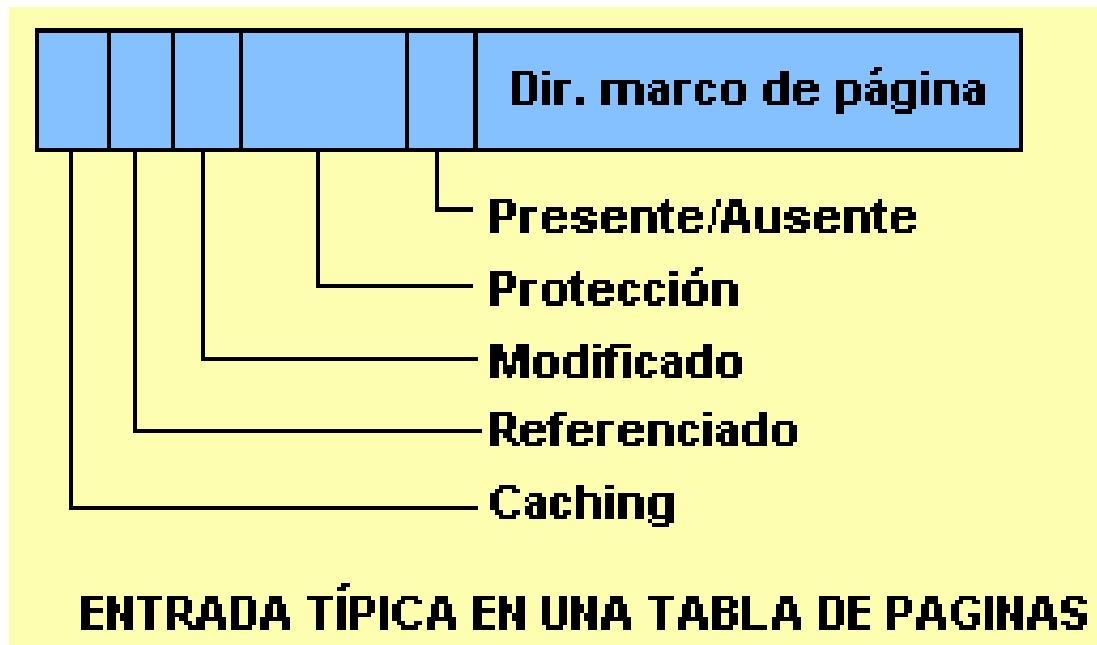 Dir. marco de página
Presente/Ausente
Protección
Modificado
Referenciado
Caching
ENTRADA TÍPICA EN UNA TABLA DE PAGINAS